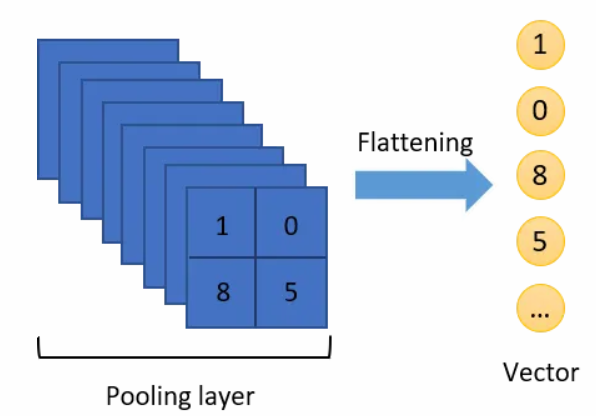 1 0
8 5
Pooling layer
Flattening
1
0
8
5
...
Vector